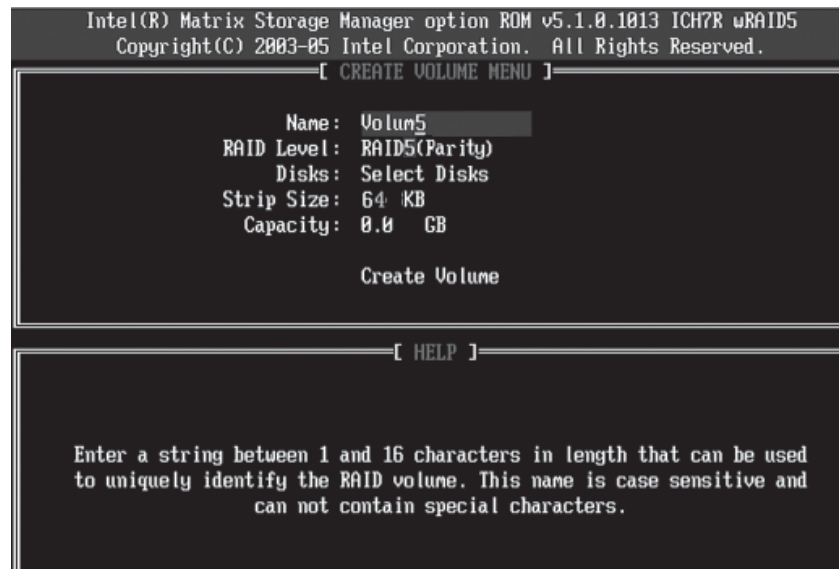 Intel(R) Matrix Storage Manager option ROM v5.1.0.1013 ICH7R wRAID5
Copyright(C) 2003-05 Intel Corporation. All Rights Reserved.
[ CREATE VOLUME MENU ]
Name: Volum5
RAID Level: RAID5(Parity)
Disks: Select Disks
Strip Size: 64 KB
Capacity: 0.0 GB
Create Volume
[ HELP ]
Enter a string between 1 and 16 characters in length that can be used
to uniquely identify the RAID volume. This name is case sensitive and
can not contain special characters.